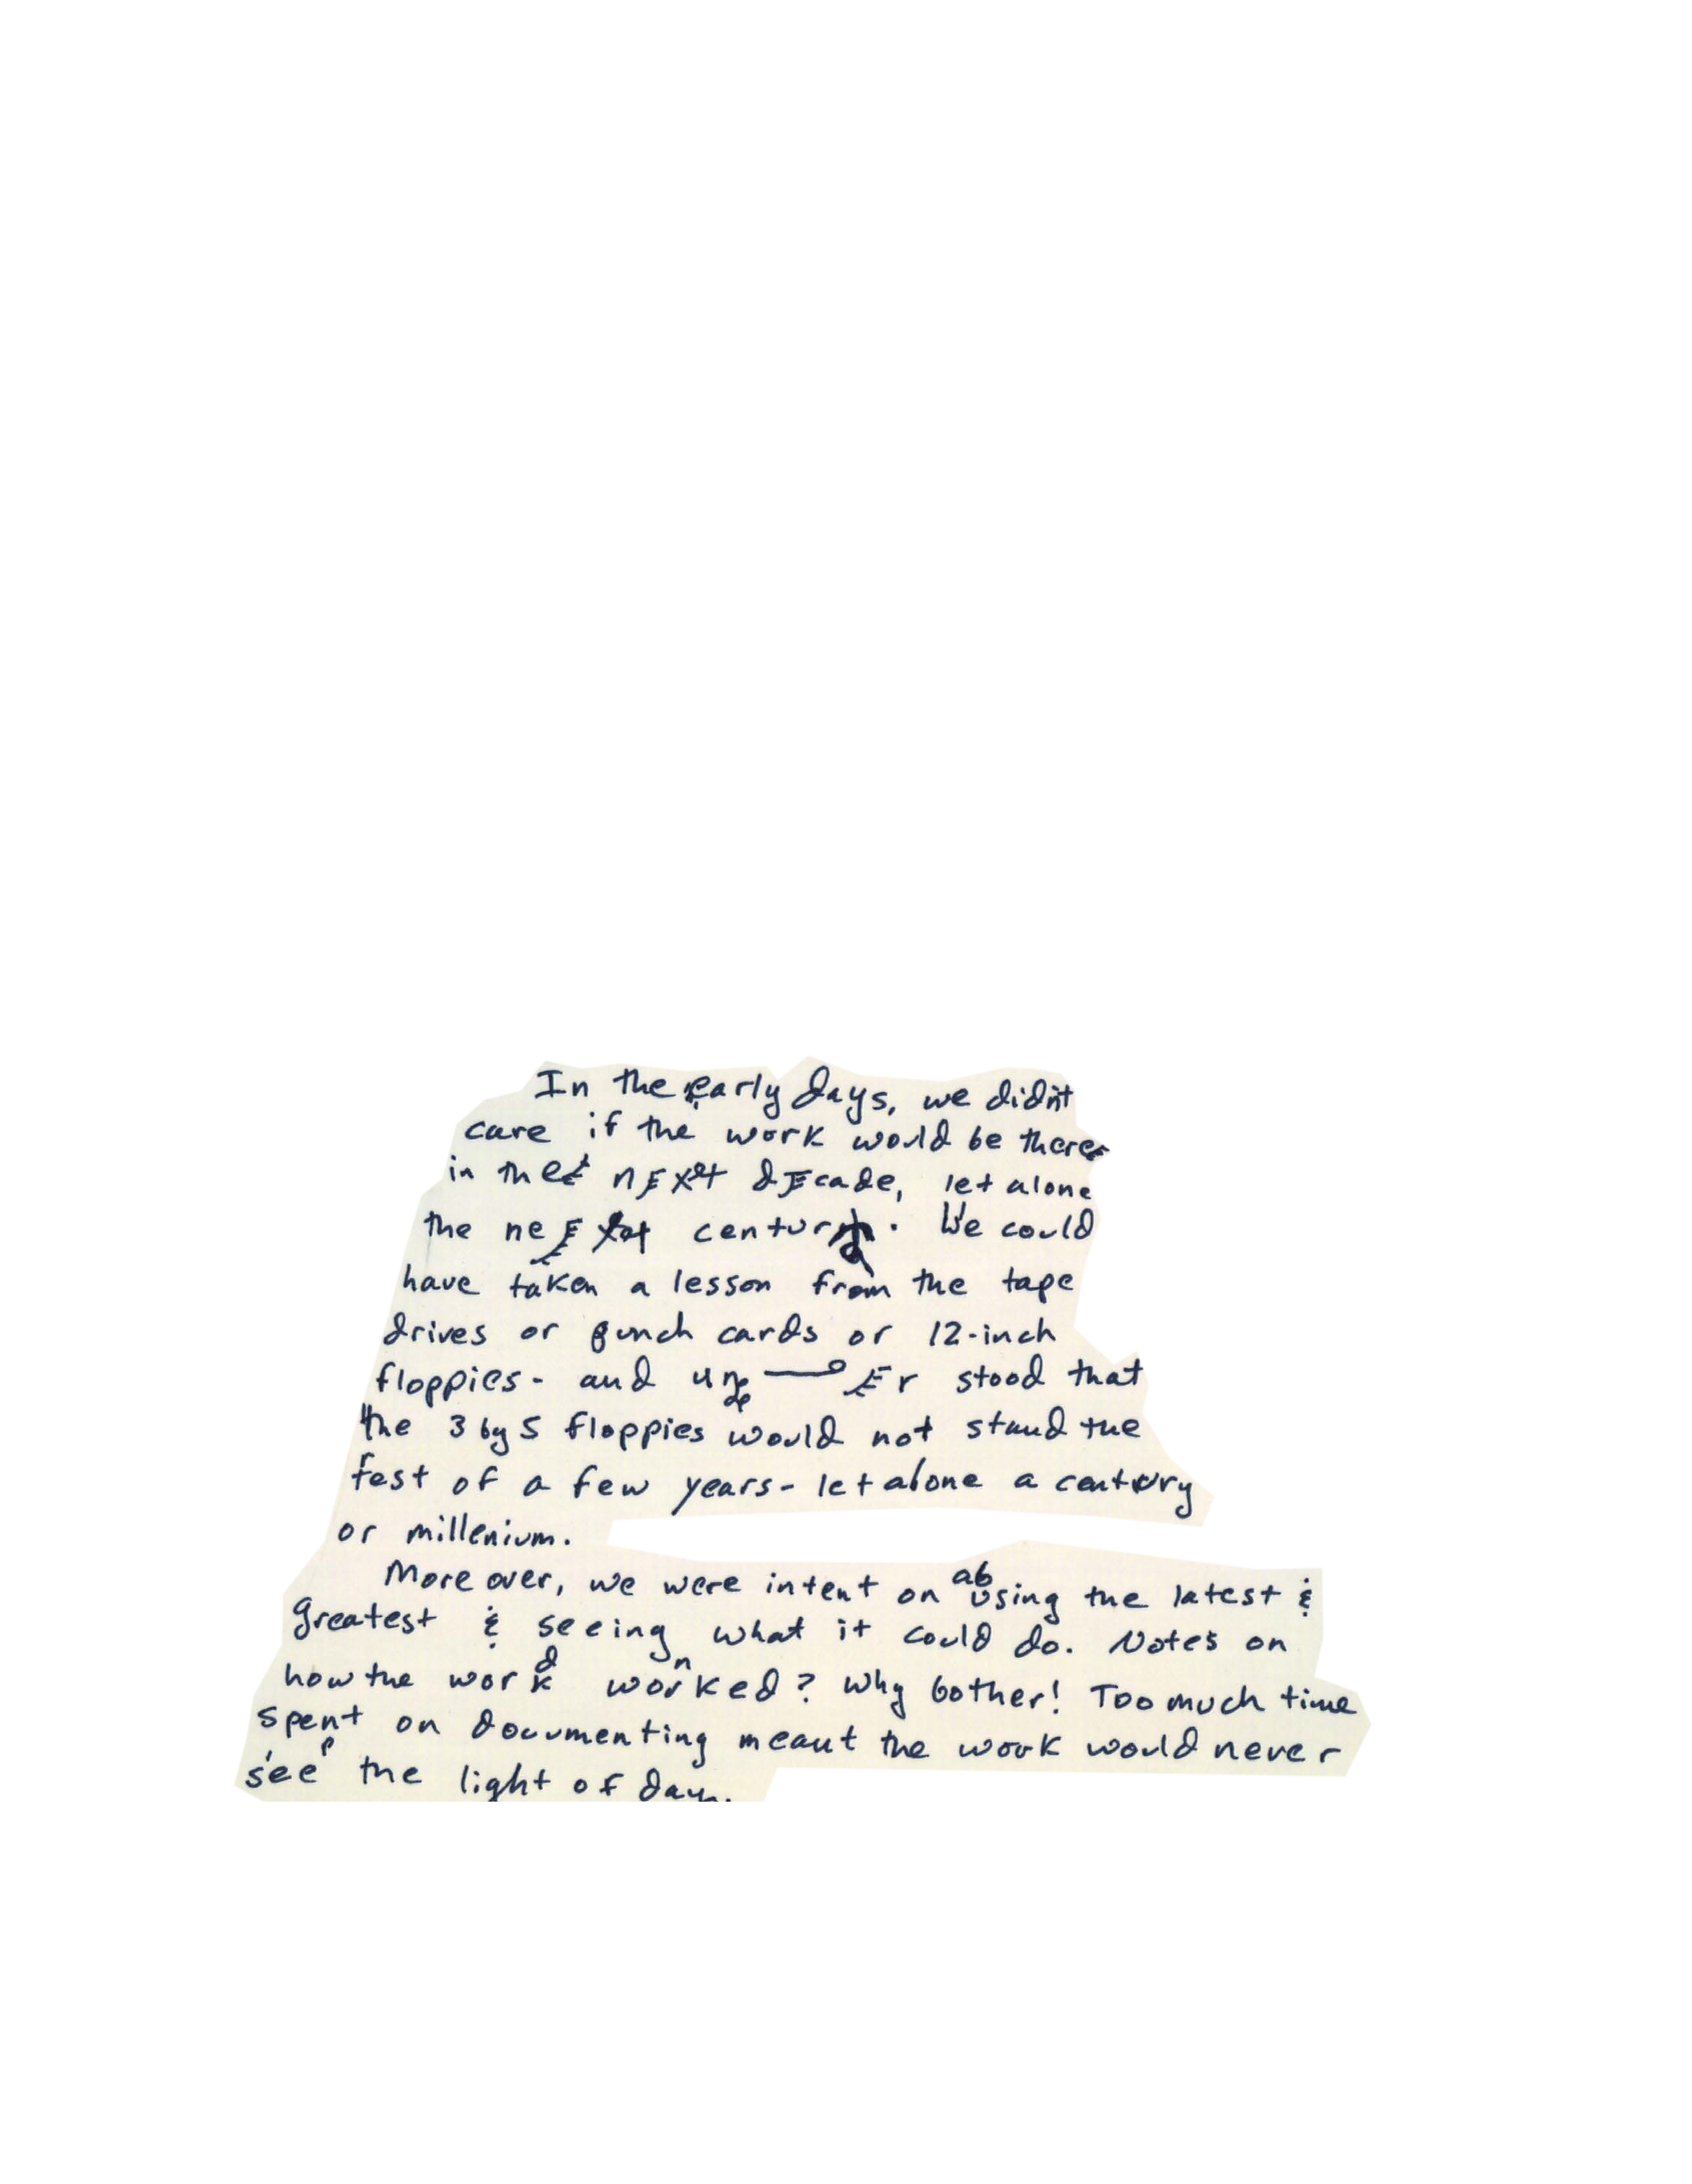 In the early days, we didn't
care if the work would be there
in the nExt dEcade, let alone
the neExt century. We could
have taken a lesson from the tape
drives or punch cards or 12-inch
floppies - and und Er stood that
the 3 by 5 floppies would not stand the
test of a few years - let alone a century
or millenium.
More over, we were intent on abusing the latest &
greatest & seeing what it could do. Notes on
how the work worked? Why bother! Too much time
spent on documenting meant the work would never
see the light of day.